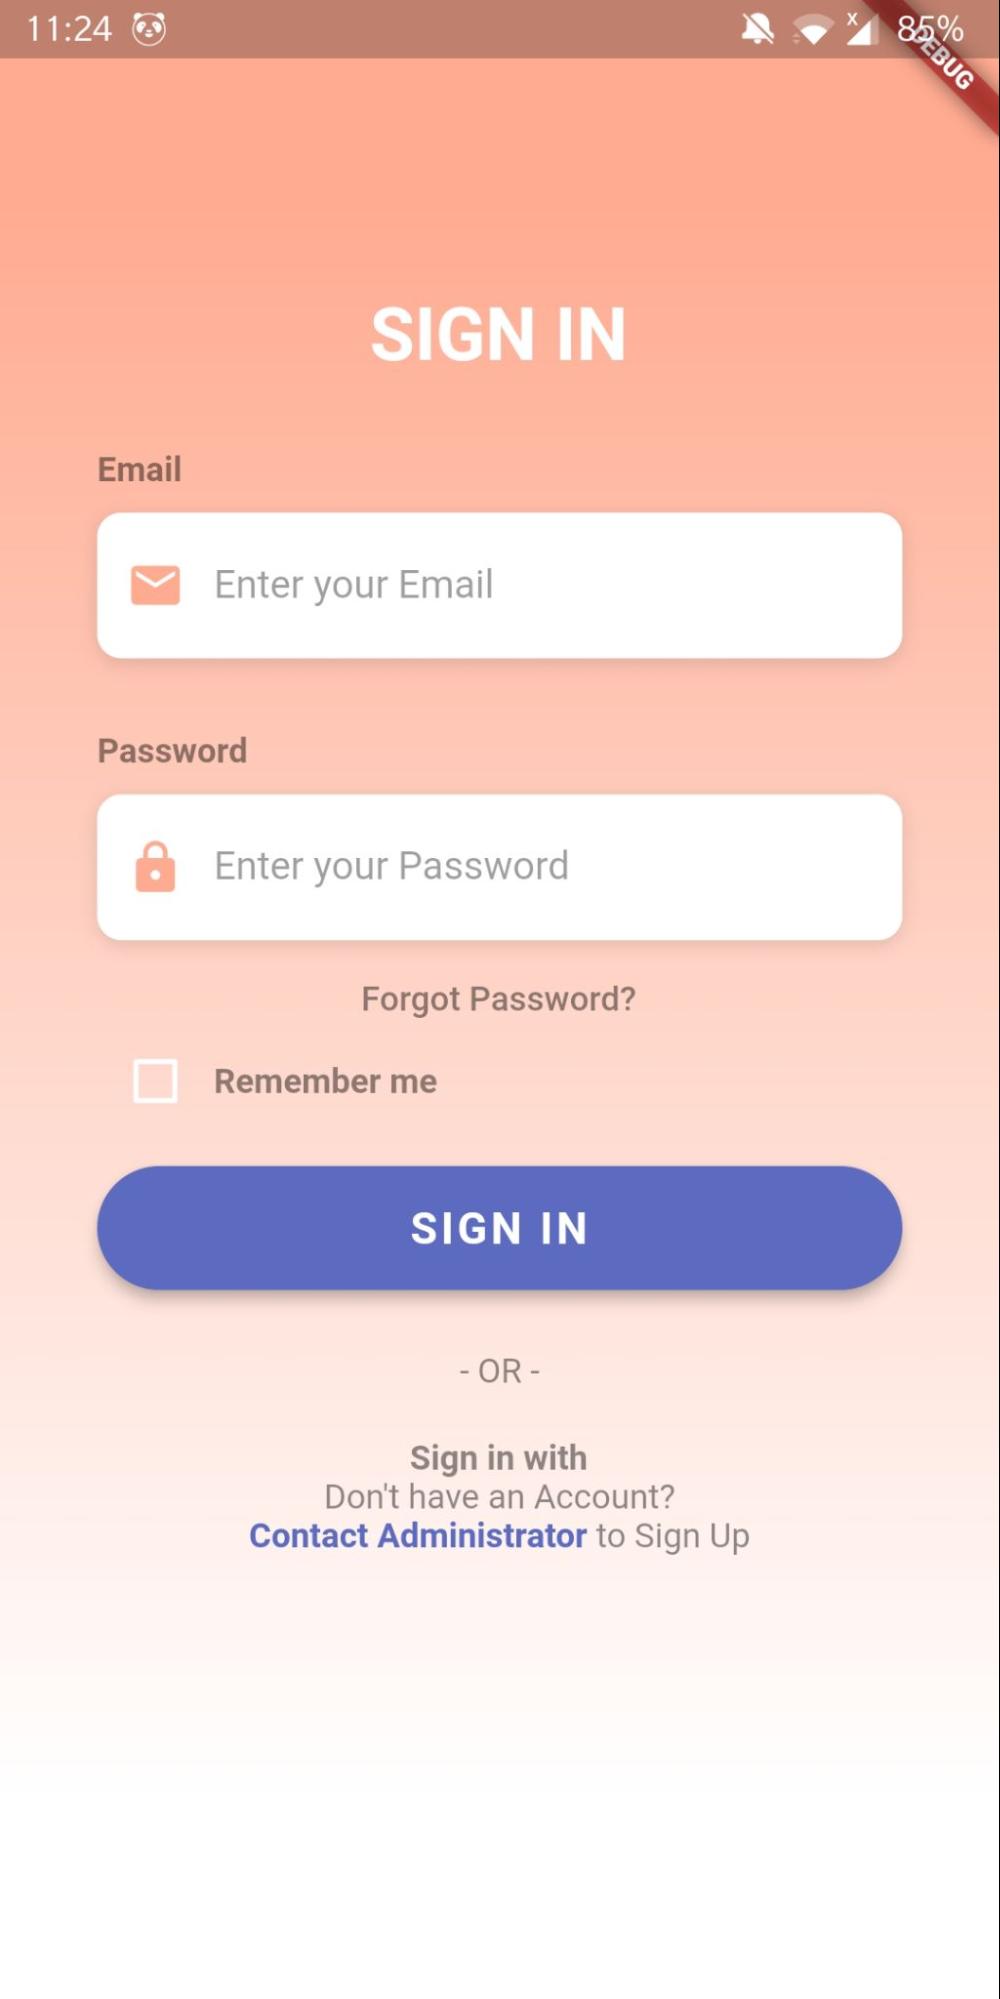 11:24
85%
DEBUG
SIGN IN
Email
Enter your Email
Password
Enter your Password
Forgot Password?
Remember me
SIGN IN
- OR -
Sign in with
Don't have an Account?
Contact Administrator to Sign Up